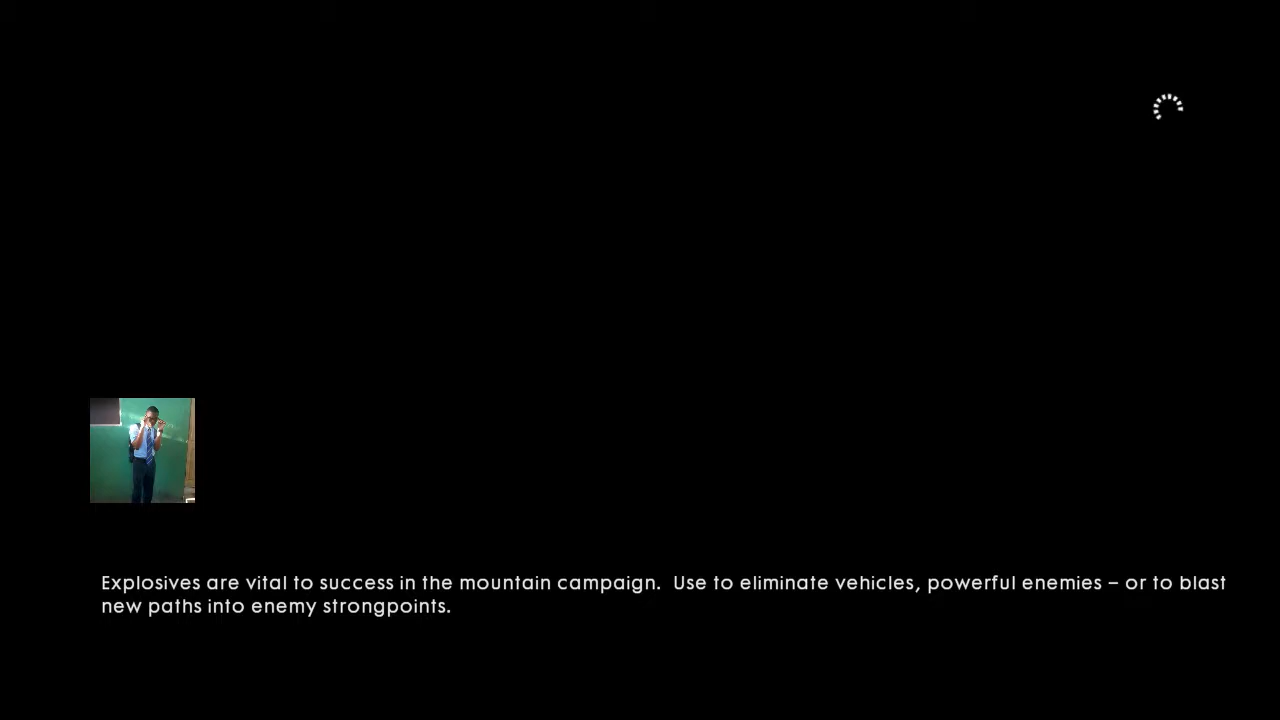 Explosives are vital to success in the mountain campaign.  Use to eliminate vehicles, powerful enemies – or to blast
new paths into enemy strongpoints.